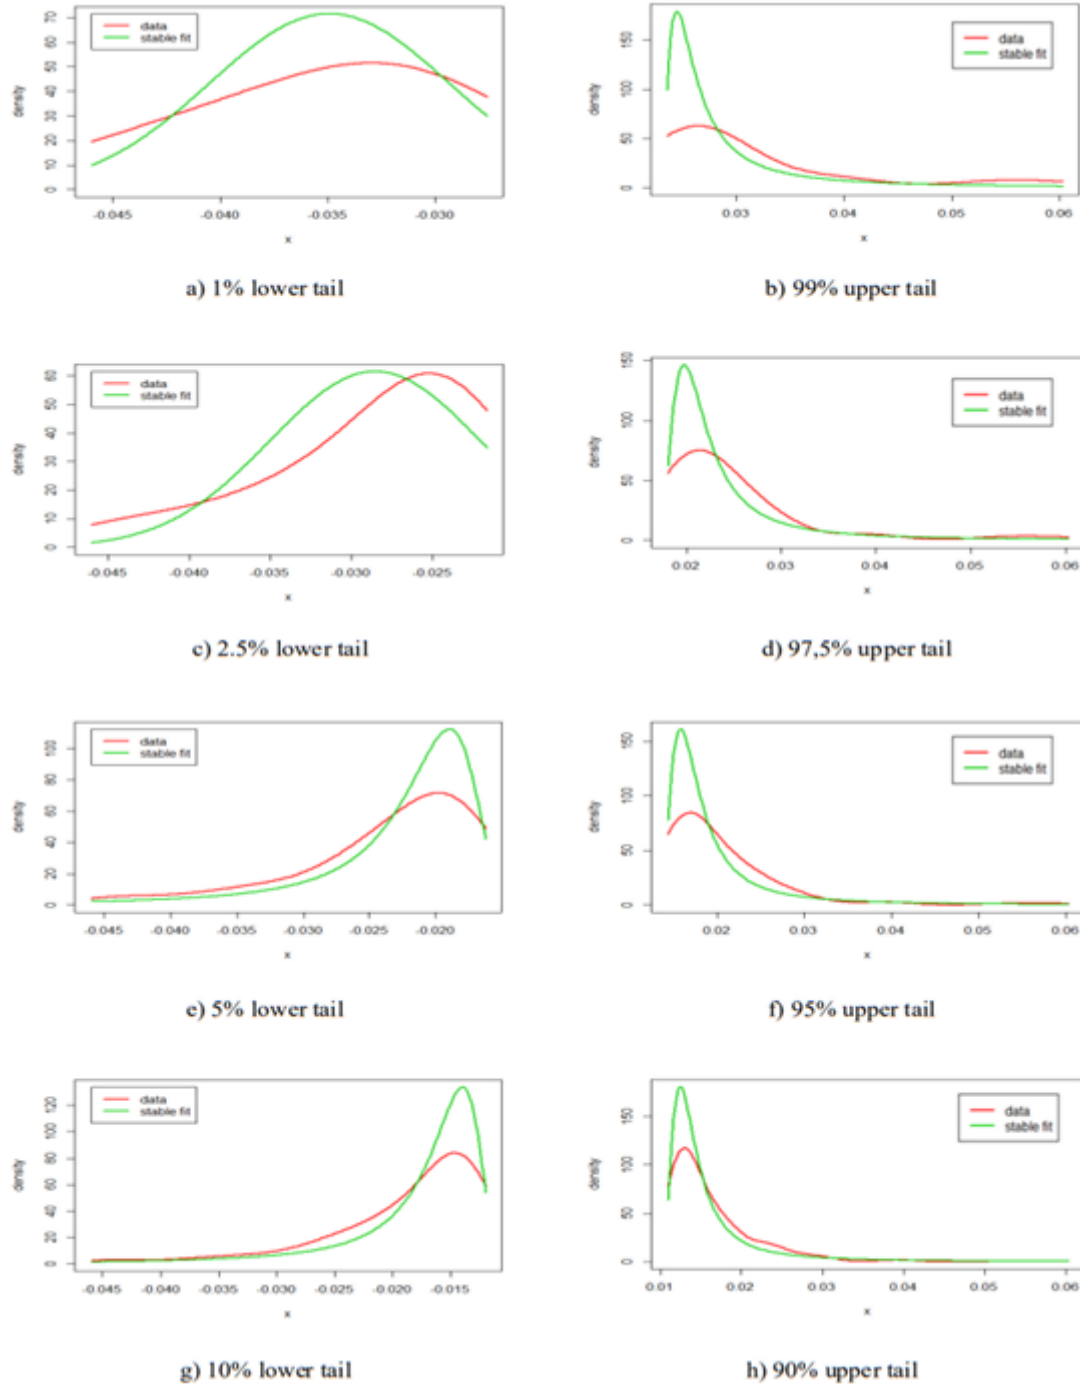 data
stable fit
density
70
60
50
40
30
20
10
0
-0.045
-0.040
-0.035
-0.030
x
a) 1% lower tail
data
stable fit
density
150
100
50
0
0.03
0.04
0.05
0.06
x
b) 99% upper tail
data
stable fit
density
60
50
40
30
20
10
0
-0.045
-0.040
-0.035
-0.030
-0.025
x
c) 2.5% lower tail
data
stable fit
density
150
100
50
0
0.02
0.03
0.04
0.05
0.06
x
d) 97,5% upper tail
data
stable fit
density
100
80
60
40
20
0
-0.045
-0.040
-0.035
-0.030
-0.025
-0.020
x
e) 5% lower tail
data
stable fit
density
150
100
50
0
0.02
0.03
0.04
0.05
0.06
x
f) 95% upper tail
data
stable fit
density
120
100
80
60
40
20
0
-0.045
-0.040
-0.035
-0.030
-0.025
-0.020
-0.015
x
g) 10% lower tail
data
stable fit
density
150
100
50
0
0.01
0.02
0.03
0.04
0.05
0.06
x
h) 90% upper tail